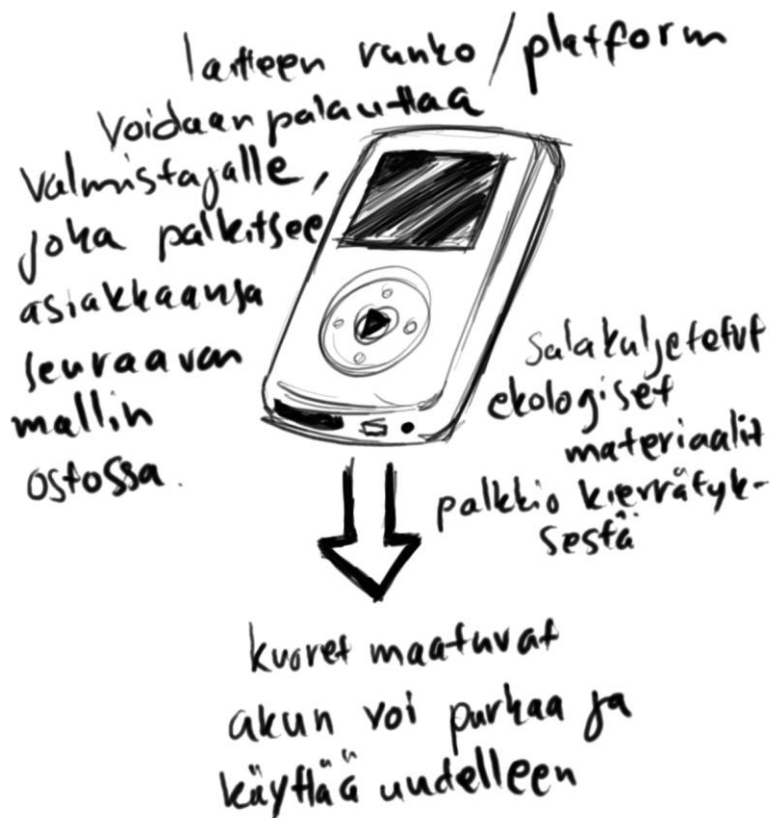 laitteen runko / platform
voidaan palauttaa
valmistajalle,
joka palkitsee
asiakkaansa
seuraavan
mallin
ostossa.
salakuljetetut
ekologiset
materiaalit
palkkio kierrätyk-
sestä
kuoret maatuvat
akun voi purkaa ja
käyttää uudelleen